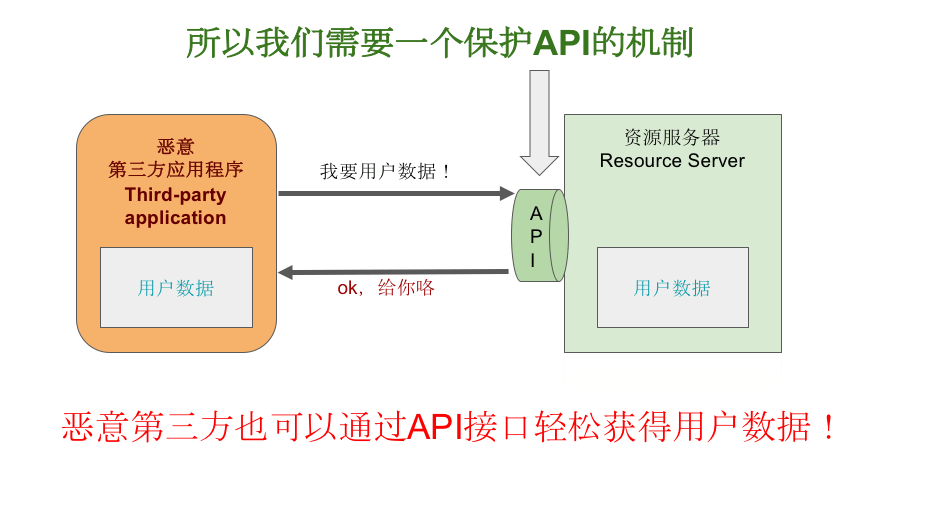 所以我们需要一个保护API的机制
恶意
第三方应用程序
Third-party
application
用户数据
我要用户数据！
ok，给你咯
A
P
I
资源服务器
Resource Server
用户数据
恶意第三方也可以通过API接口轻松获得用户数据！